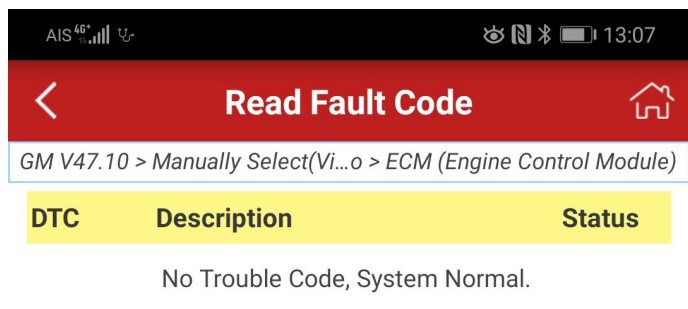 AIS 4G+ 13:07
Read Fault Code
GM V47.10 > Manually Select(Vi...o > ECM (Engine Control Module)
DTC Description Status
No Trouble Code, System Normal.